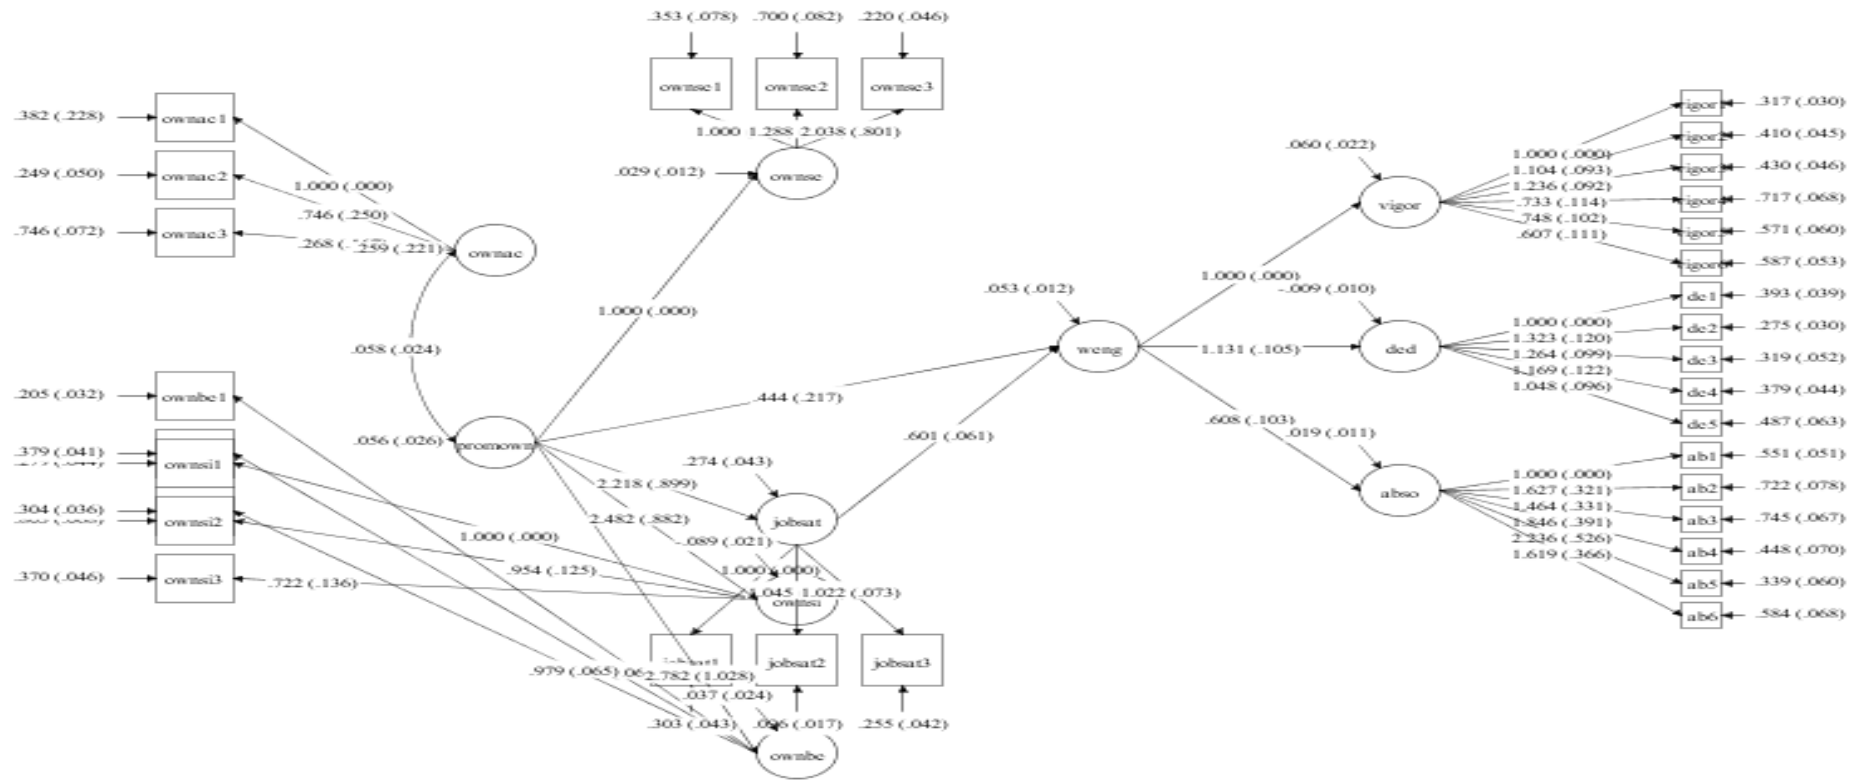 .353 (.078) .700 (.082) .220 (.046)
ownse1 ownse2 ownse3
1.000 1.288 2.038 (.801)
.029 (.012) ownse
.382 (.228) ownac1
.249 (.050) ownac2
.746 (.072) ownac3
1.000 (.000)
.746 (.250)
.268 .259 (.221) ownac
1.000 (.000)
.058 (.024)
.056 (.026) promown
.444 (.217)
.601 (.061)
.053 (.012)
weng
.205 (.032) ownbe1
.379 (.041) ownsi1
.304 (.036) ownsi2
.370 (.046) ownsi3
1.000 (.000)
.954 (.125)
.722 (.136)
.274 (.043)
2.218 (.899) jobsat
2.482 (.882)
.089 (.021)
1.000 (.000)
1.045 1.022 (.073)
ownsi
jobsat2 jobsat3
.979 (.065) 2.782 (1.028)
.037 (.024)
.303 (.043) (.017) .255 (.042)
ownbe
.060 (.022)
vigor
1.000 (.000)
-.009 (.010)
1.131 (.105) ded
.608 (.103)
.019 (.011)
abso
1.000 (.000)
1.104 (.093)
1.236 (.092)
.733 (.114)
.748 (.102)
.607 (.111)
.317 (.030)
.410 (.045)
.430 (.046)
.717 (.068)
.571 (.060)
.587 (.053)
1.000 (.000)
1.323 (.120)
1.264 (.099)
1.169 (.122)
1.048 (.096)
de1 .393 (.039)
de2 .275 (.030)
de3 .319 (.052)
de4 .379 (.044)
de5 .487 (.063)
1.000 (.000)
1.627 (.321)
1.464 (.331)
1.846 (.391)
2.236 (.526)
1.619 (.366)
ab1 .551 (.051)
ab2 .722 (.078)
ab3 .745 (.067)
ab4 .448 (.070)
ab5 .339 (.060)
ab6 .584 (.068)